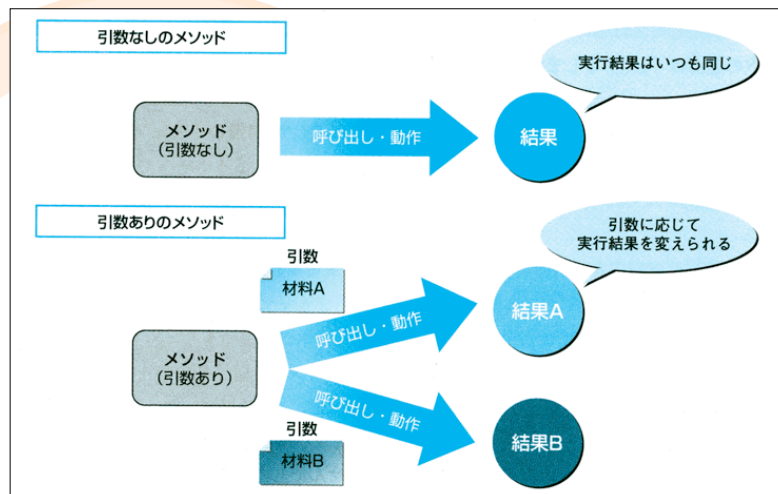 引数なしのメソッド
実行結果はいつも同じ
メソッド
(引数なし)
呼び出し・動作
結果
引数ありのメソッド
引数に応じて
実行結果を変えられる
引数
材料A
呼び出し・動作
結果A
メソッド
(引数あり)
呼び出し・動作
引数
材料B
結果B